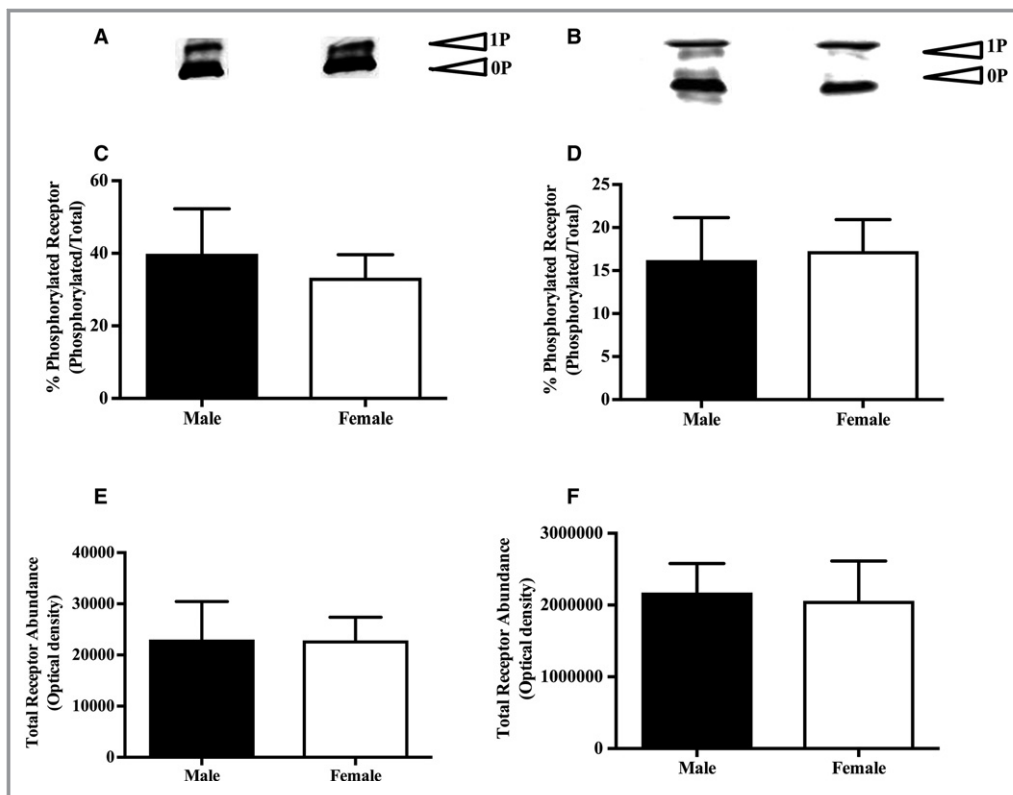 A
1P
0P
B
1P
0P
C
% Phosphorylated Receptor
(Phosphorylated/Total)
60
40
20
0
Male Female
D
% Phosphorylated Receptor
(Phosphorylated/Total)
25
20
15
10
5
0
Male Female
E
Total Receptor Abundance
(Optical density)
40000
30000
20000
10000
0
Male Female
F
Total Receptor Abundance
(Optical density)
3000000
2000000
1000000
0
Male Female